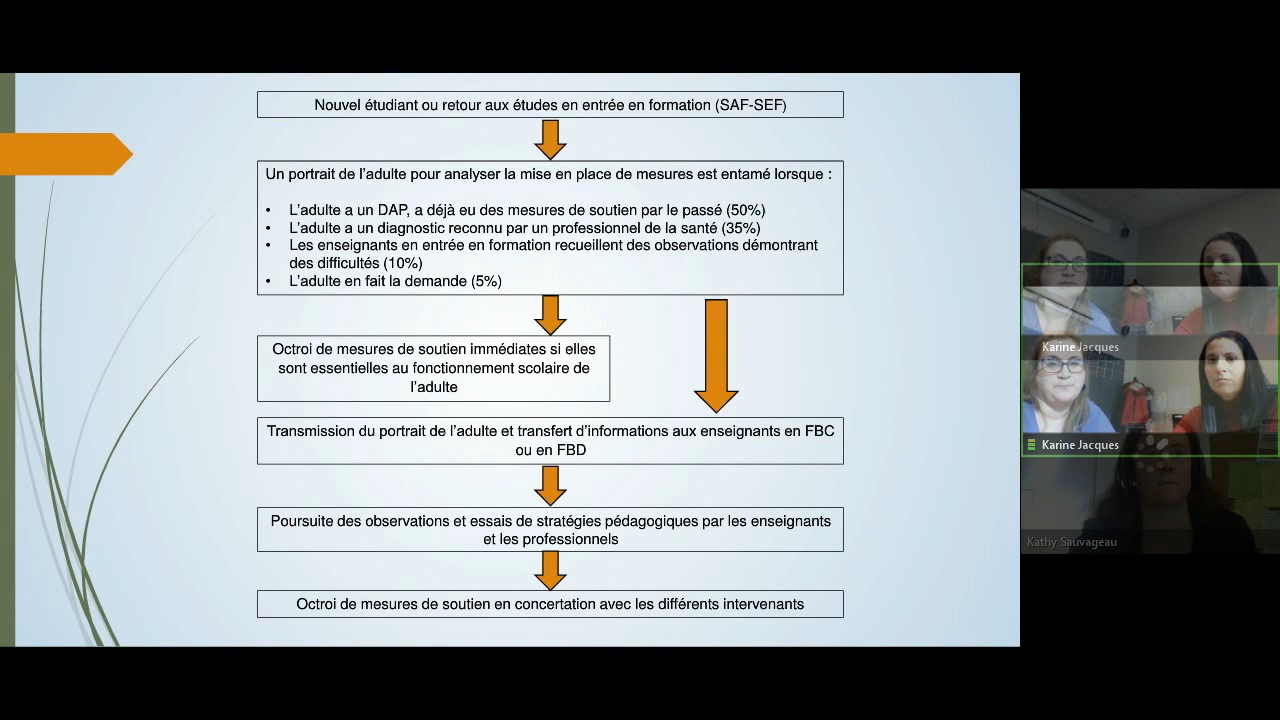 Nouvel étudiant ou retour aux études en entrée en formation (SAF-SEF)
Un portrait de l’adulte pour analyser la mise en place de mesures est entamé lorsque :
• L’adulte a un DAP, a déjà eu des mesures de soutien par le passé (50%)
• L’adulte a un diagnostic reconnu par un professionnel de la santé (35%)
• Les enseignants en entrée en formation recueillent des observations démontrant
des difficultés (10%)
• L’adulte en fait la demande (5%)
Octroi de mesures de soutien immédiates si elles
sont essentielles au fonctionnement scolaire de
l’adulte
Transmission du portrait de l’adulte et transfert d’informations aux enseignants en FBC
ou en FBD
Poursuite des observations et essais de stratégies pédagogiques par les enseignants
et les professionnels
Octroi de mesures de soutien en concertation avec les différents intervenants
Karine Jacques
Karine Jacques
Kathy Sauvageau